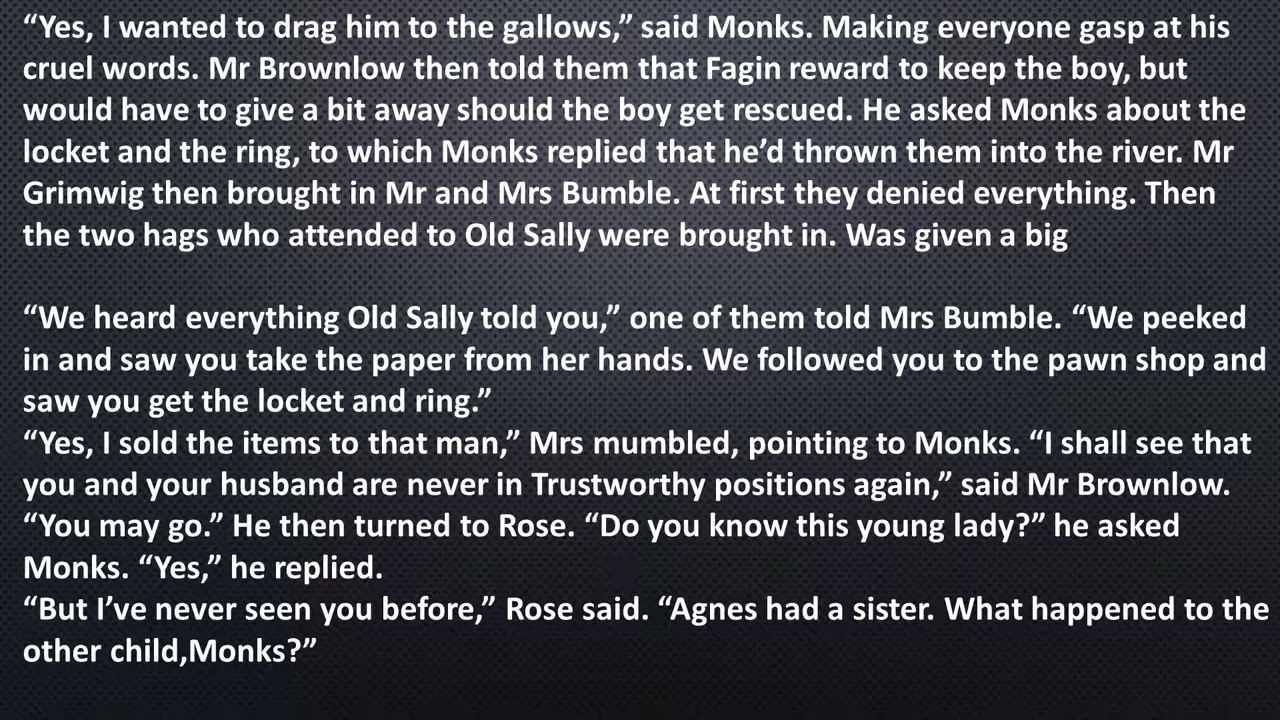 “Yes, I wanted to drag him to the gallows,” said Monks. Making everyone gasp at his
cruel words. Mr Brownlow then told them that Fagin reward to keep the boy, but
would have to give a bit away should the boy get rescued. He asked Monks about the
locket and the ring, to which Monks replied that he’d thrown them into the river. Mr
Grimwig then brought in Mr and Mrs Bumble. At first they denied everything. Then
the two hags who attended to Old Sally were brought in. Was given a big
“We heard everything Old Sally told you,” one of them told Mrs Bumble. “We peeked
in and saw you take the paper from her hands. We followed you to the pawn shop and
saw you get the locket and ring.”
“Yes, I sold the items to that man,” Mrs mumbled, pointing to Monks. “I shall see that
you and your husband are never in Trustworthy positions again,” said Mr Brownlow.
“You may go.” He then turned to Rose. “Do you know this young lady?” he asked
Monks. “Yes,” he replied.
“But I’ve never seen you before,” Rose said. “Agnes had a sister. What happened to the
other child,Monks?”